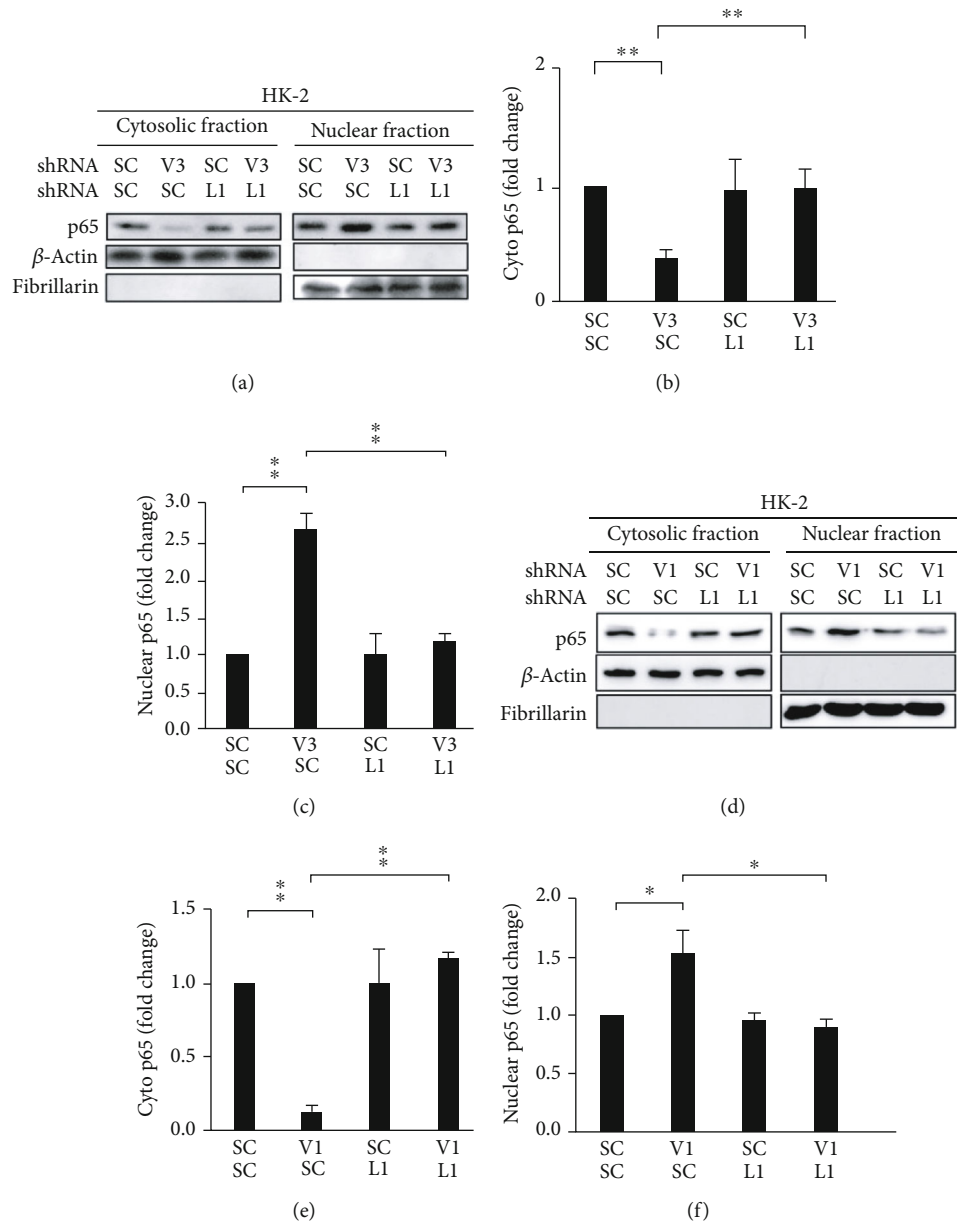 HK-2
Cytosolic fraction Nuclear fraction
shRNA SC V3 SC V3 SC V3 SC V3
shRNA SC SC L1 L1 SC SC L1 L1
p65
β-Actin
Fibrillarin
(a)
** **
Cyto p65 (fold change)
2
1
0
SC V3 SC V3
SC SC L1 L1
(b)
** **
Nuclear p65 (fold change)
3.0
2.5
2.0
1.5
1.0
0.5
0.0
SC V3 SC V3
SC SC L1 L1
(c)
HK-2
Cytosolic fraction Nuclear fraction
shRNA SC V1 SC V1 SC V1 SC V1
shRNA SC SC L1 L1 SC SC L1 L1
p65
β-Actin
Fibrillarin
(d)
** **
Cyto p65 (fold change)
1.5
1.0
0.5
0.0
SC V1 SC V1
SC SC L1 L1
(e)
* *
Nuclear p65 (fold change)
2.0
1.5
1.0
0.5
0.0
SC V1 SC V1
SC SC L1 L1
(f)